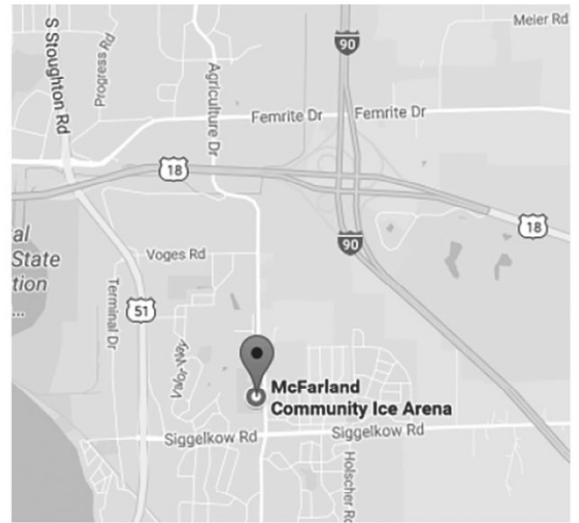 S Stoughton Rd
Progress Rd
Agriculture Dr
90
Meier Rd
Femrite Dr
Femrite Dr
18
18
90
al
State
tion
...
Voges Rd
Terminal Dr
51
Valor Way
McFarland
Community Ice Arena
Siggelkow Rd
Siggelkow Rd
Holscher Rd